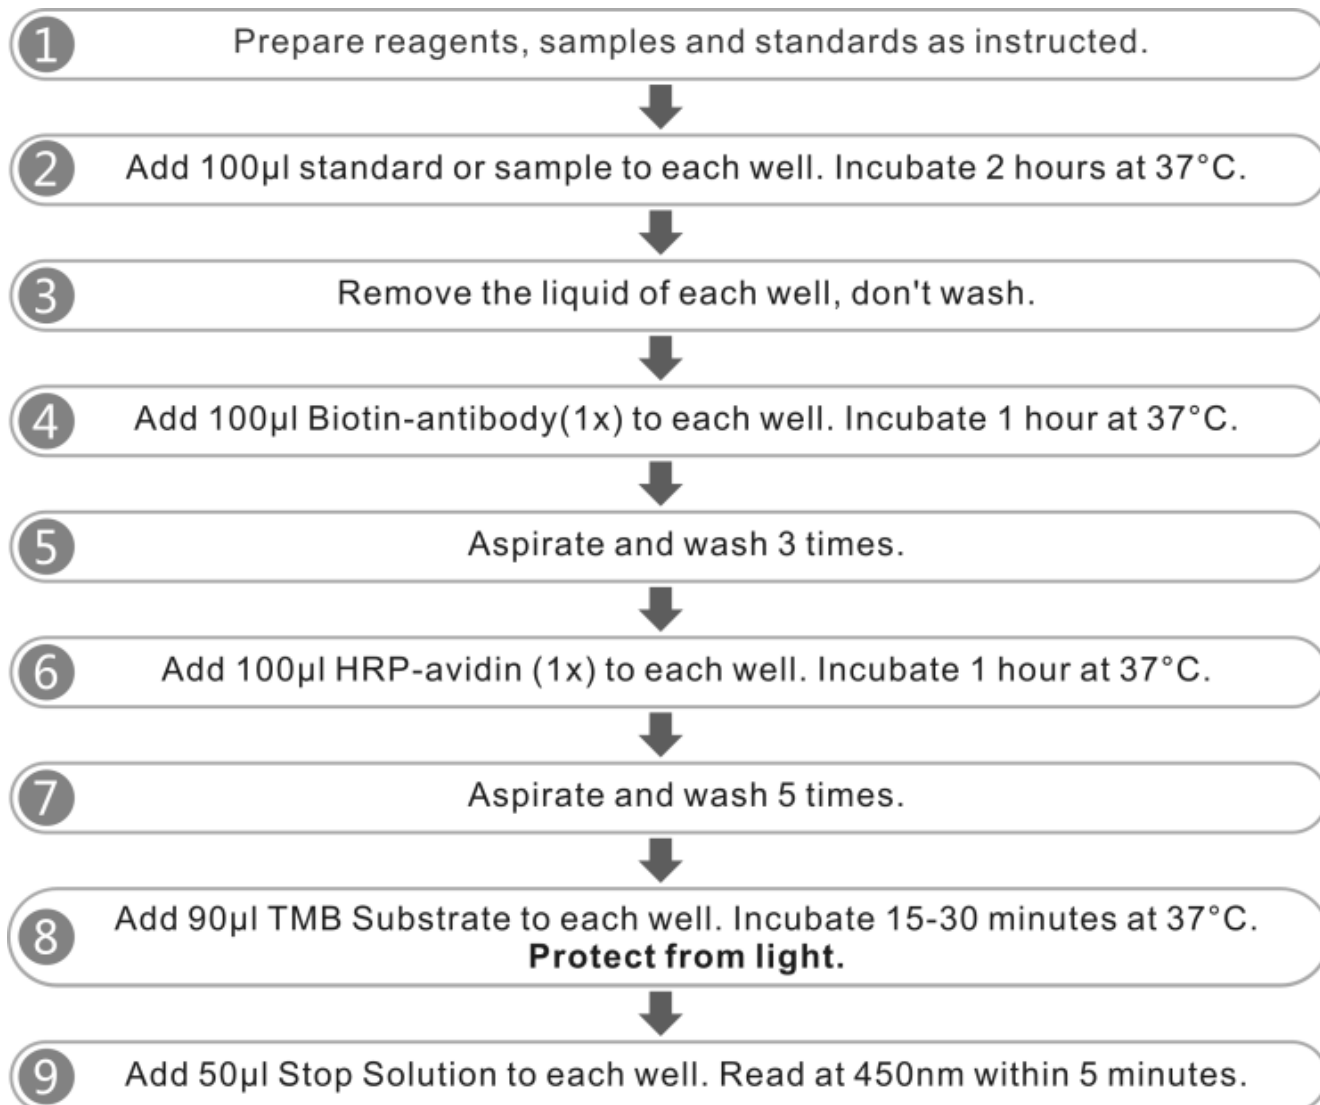 1 Prepare reagents, samples and standards as instructed.
2 Add 100µl standard or sample to each well. Incubate 2 hours at 37°C.
3 Remove the liquid of each well, don't wash.
4 Add 100µl Biotin-antibody(1x) to each well. Incubate 1 hour at 37°C.
5 Aspirate and wash 3 times.
6 Add 100µl HRP-avidin (1x) to each well. Incubate 1 hour at 37°C.
7 Aspirate and wash 5 times.
8 Add 90µl TMB Substrate to each well. Incubate 15-30 minutes at 37°C.
Protect from light.
9 Add 50µl Stop Solution to each well. Read at 450nm within 5 minutes.